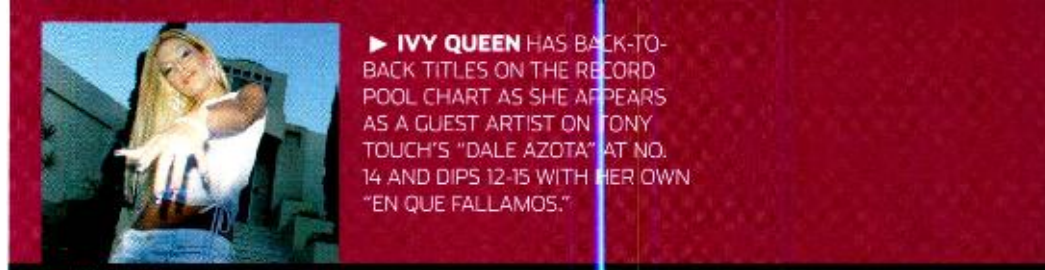 ► IVY QUEEN HAS BACK-TO-
BACK TITLES ON THE RECORD
POOL CHART AS SHE APPEARS
AS A GUEST ARTIST ON TONY
TOUCH'S "DALE AZOTA" AT NO.
14 AND DIPS 12-15 WITH HER OWN
"EN QUE FALLAMOS."